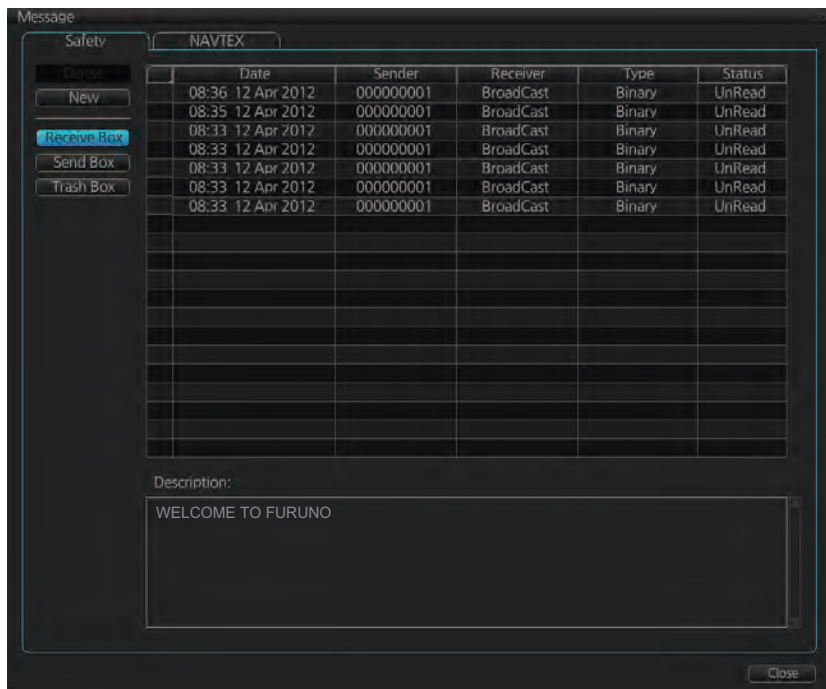 Message
Safety NAVTEX
Delete
New
Receive Box
Send Box
Trash Box
Date Sender Receiver Type Status
08:36 12 Apr 2012 000000001 BroadCast Binary UnRead
08:35 12 Apr 2012 000000001 BroadCast Binary UnRead
08:33 12 Apr 2012 000000001 BroadCast Binary UnRead
08:33 12 Apr 2012 000000001 BroadCast Binary UnRead
08:33 12 Apr 2012 000000001 BroadCast Binary UnRead
08:33 12 Apr 2012 000000001 BroadCast Binary UnRead
08:33 12 Apr 2012 000000001 BroadCast Binary UnRead
Description:
WELCOME TO FURUNO
Close